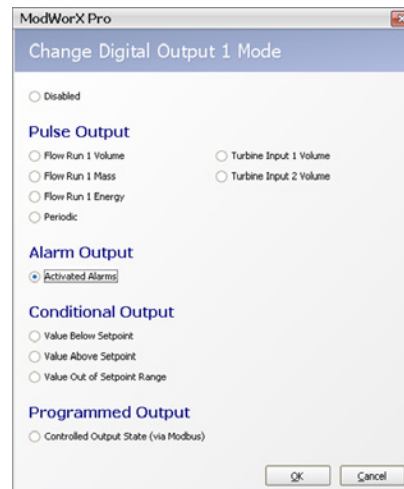 ModWorX Pro
Change Digital Output 1 Mode
Disabled
Pulse Output
Flow Run 1 Volume
Turbine Input 1 Volume
Flow Run 1 Mass
Turbine Input 2 Volume
Flow Run 1 Energy
Periodic
Alarm Output
Activated Alarms
Conditional Output
Value Below Setpoint
Value Above Setpoint
Value Out of Setpoint Range
Programmed Output
Controlled Output State (via Modbus)
OK
Cancel